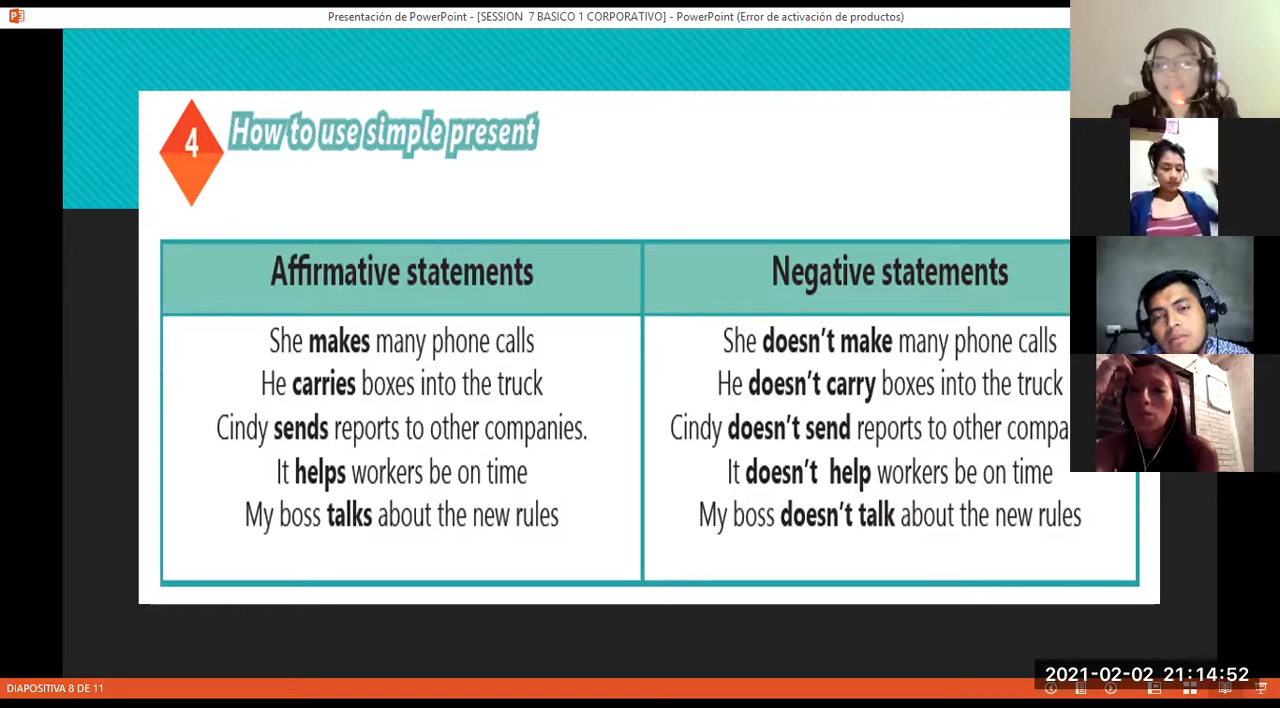 Presentación de PowerPoint - [SESSION 7 BASICO 1 CORPORATIVO] - PowerPoint (Error de activación de productos)
4
How to use simple present
Affirmative statements
Negative statements
She makes many phone calls
She doesn't make many phone calls
He carries boxes into the truck
He doesn't carry boxes into the truck
Cindy sends reports to other companies.
Cindy doesn't send reports to other compa
It helps workers be on time
It doesn't help workers be on time
My boss talks about the new rules
My boss doesn't talk about the new rules
2021-02-02 21:14:52
DIAPOSITIVA 8 DE 11